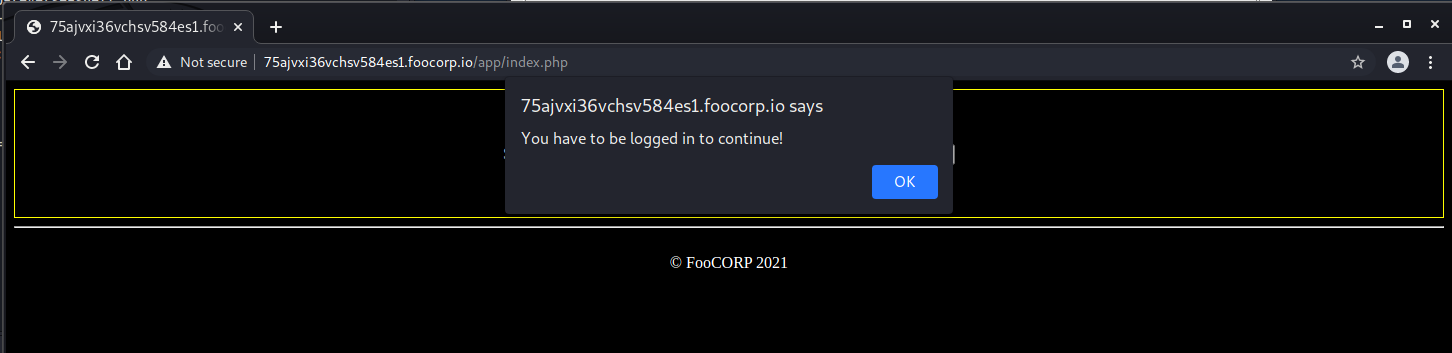 75ajvxi36vchsv584es1.foo
Not secure
75ajvxi36vchsv584es1.foocorp.io/app/index.php
75ajvxi36vchsv584es1.foocorp.io says
You have to be logged in to continue!
OK
© FooCORP 2021